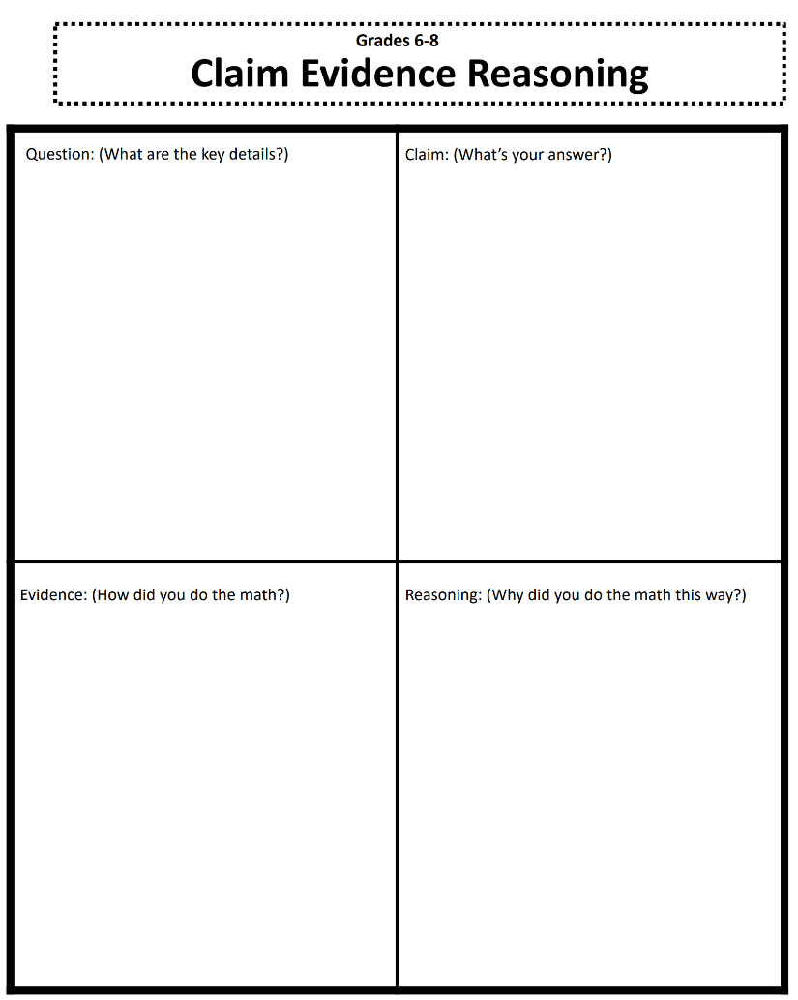 Grades 6-8
Claim Evidence Reasoning
Question: (What are the key details?)
Claim: (What’s your answer?)
Evidence: (How did you do the math?)
Reasoning: (Why did you do the math this way?)